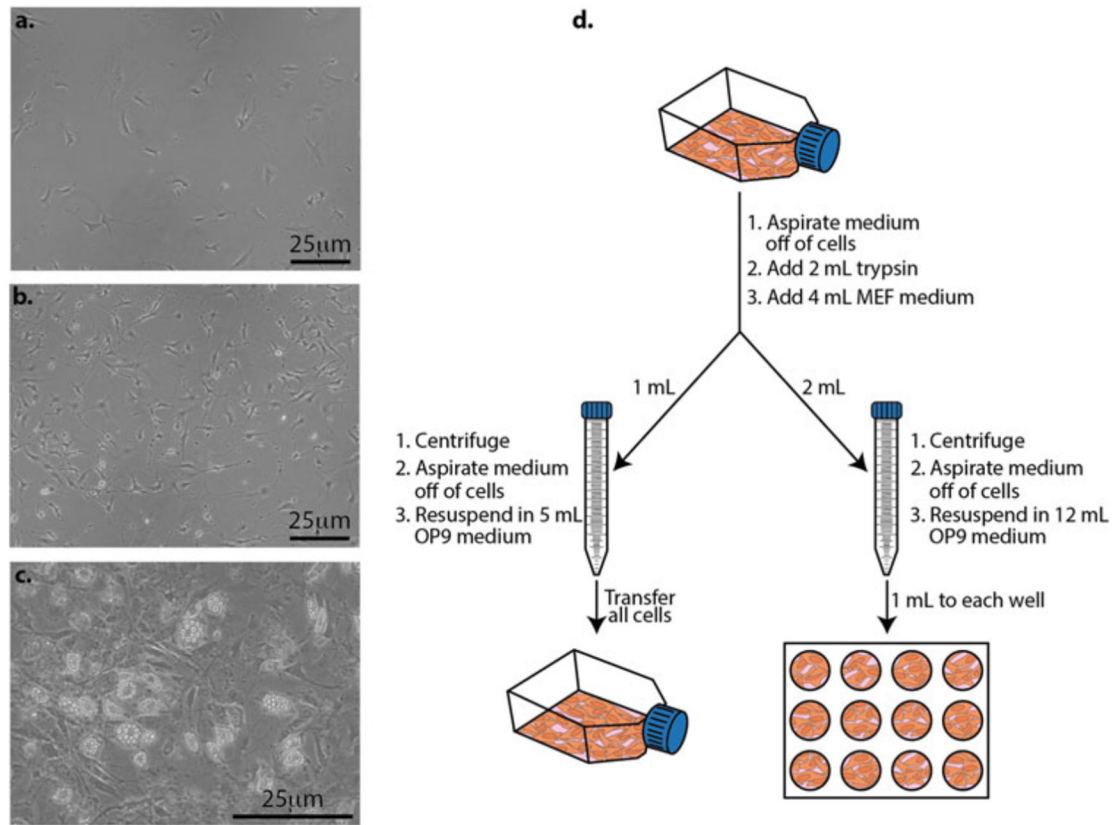 a.
25μm
b.
25μm
c.
25μm
d.
1. Aspirate medium
off of cells
2. Add 2 mL trypsin
3. Add 4 mL MEF medium
1 mL
2 mL
1. Centrifuge
2. Aspirate medium
off of cells
3. Resuspend in 5 mL
OP9 medium
1. Centrifuge
2. Aspirate medium
off of cells
3. Resuspend in 12 mL
OP9 medium
Transfer
all cells
1 mL to each well